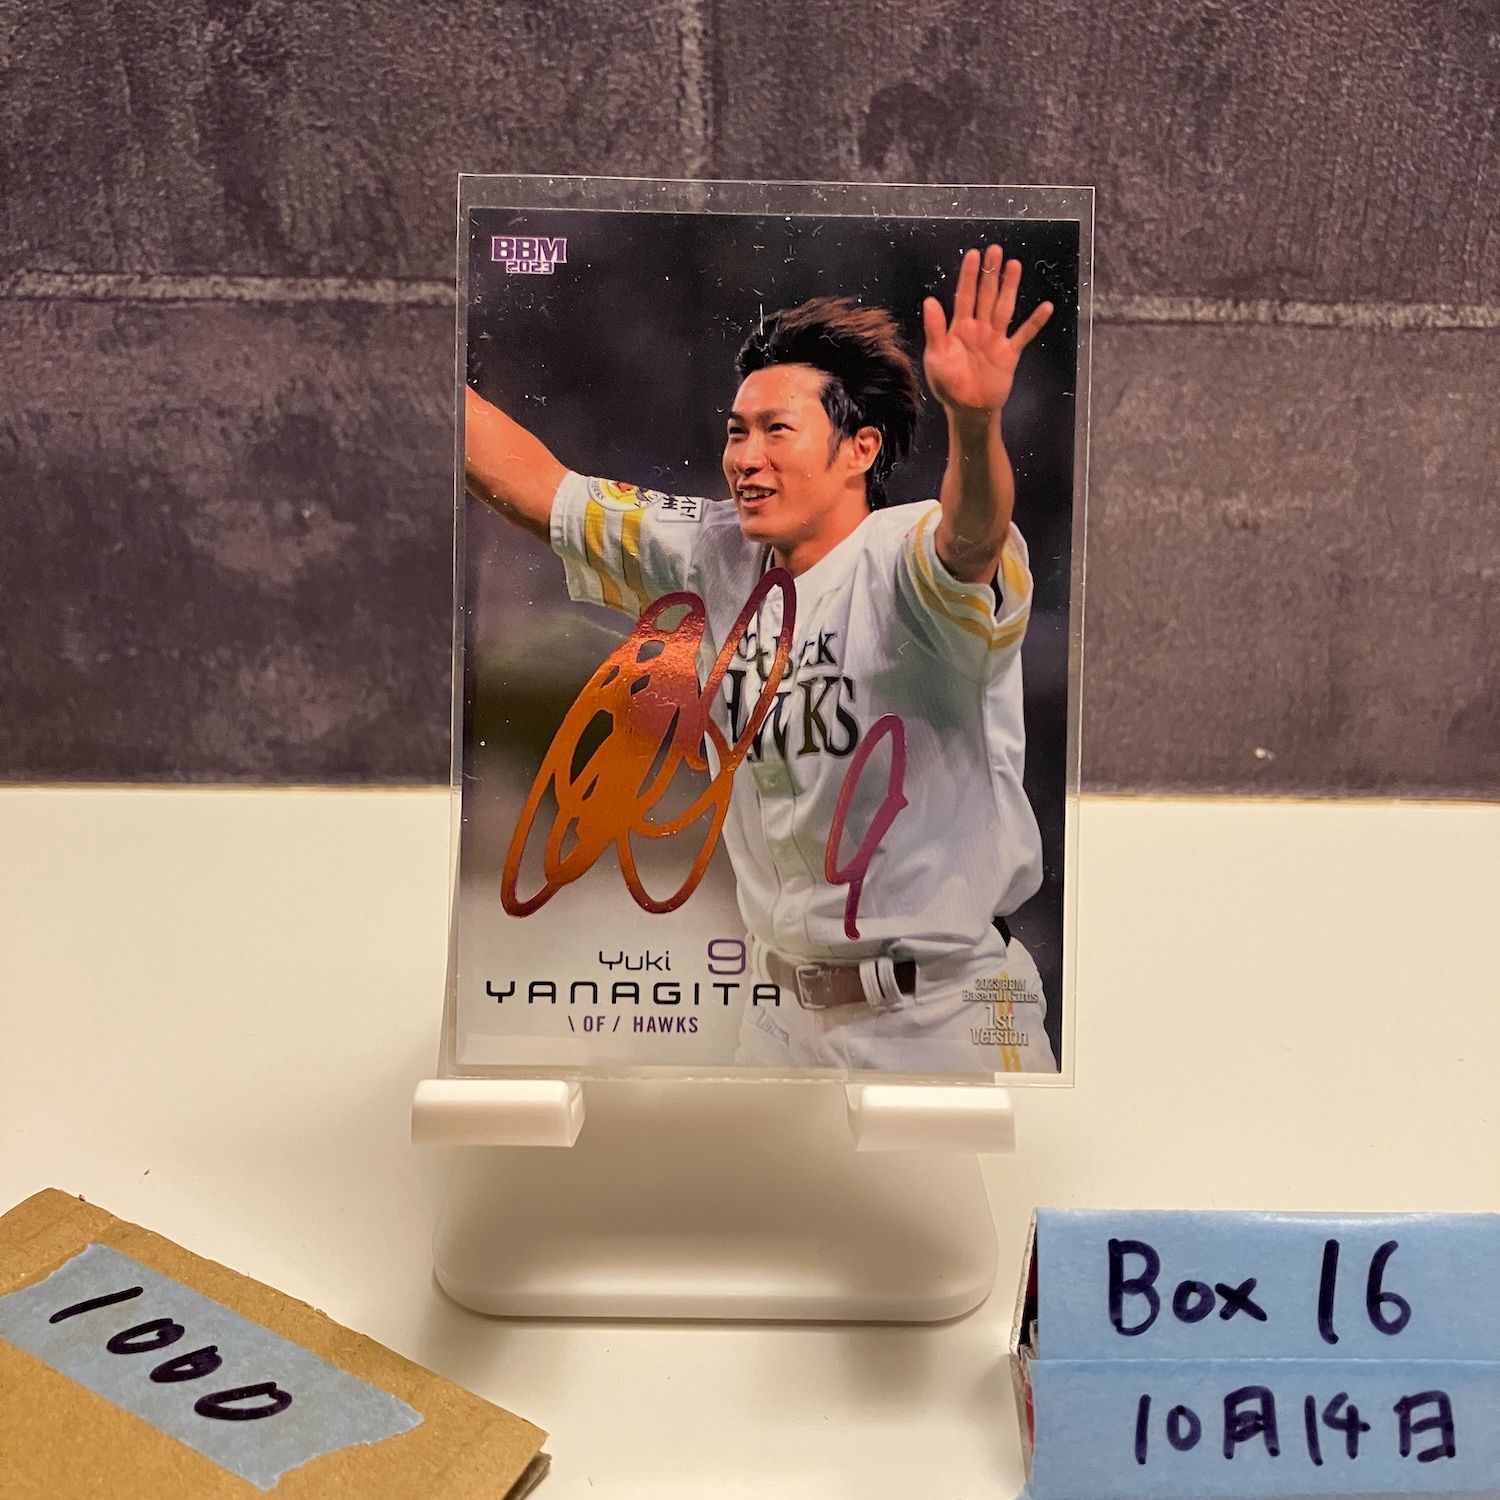 BBM
2023
HAWKS
Yuki 9
YANAGITA
\ OF / HAWKS
2023 BBM
Baseball Cards
1st
Version
1000
Box 16
10月14日